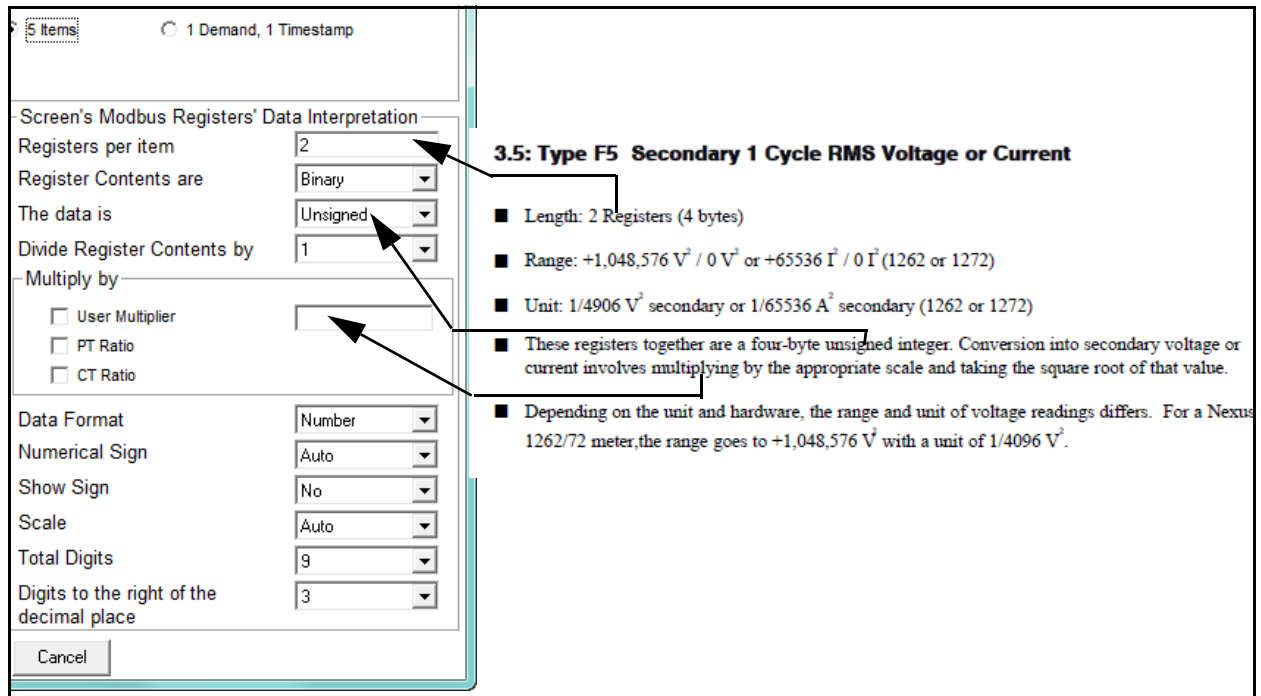 5 Items 1 Demand, 1 Timestamp
Screen's Modbus Registers' Data Interpretation
Registers per item 2
Register Contents are Binary
The data is Unsigned
Divide Register Contents by 1
Multiply by
User Multiplier
PT Ratio
CT Ratio
Data Format Number
Numerical Sign Auto
Show Sign No
Scale Auto
Total Digits 9
Digits to the right of the 3
decimal place
Cancel
3.5: Type F5 Secondary 1 Cycle RMS Voltage or Current
■ Length: 2 Registers (4 bytes)
■ Range: +1,048,576 V² / 0 V² or +65536 I² / 0 I² (1262 or 1272)
■ Unit: 1/4906 V² secondary or 1/65536 A² secondary (1262 or 1272)
■ These registers together are a four-byte unsigned integer. Conversion into secondary voltage or
current involves multiplying by the appropriate scale and taking the square root of that value.
■ Depending on the unit and hardware, the range and unit of voltage readings differs. For a Nexus
1262/72 meter,the range goes to +1,048,576 V² with a unit of 1/4096 V².